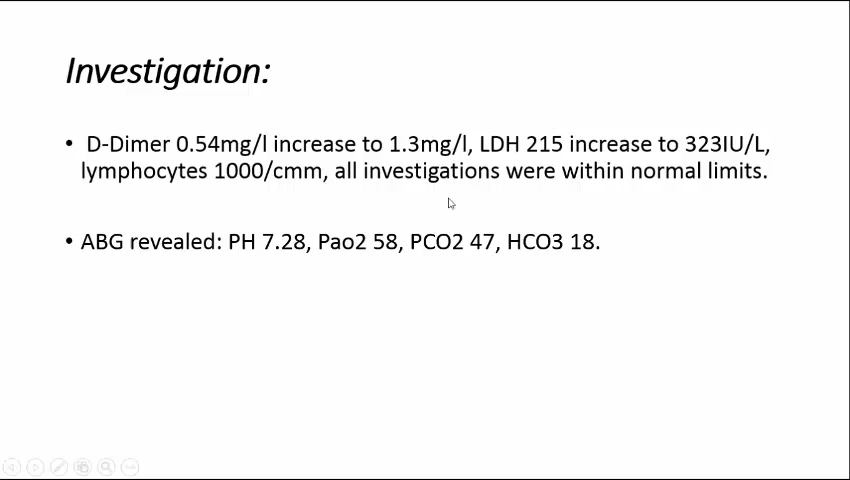 Investigation:
• D-Dimer 0.54mg/l increase to 1.3mg/l, LDH 215 increase to 323IU/L,
lymphocytes 1000/cmm, all investigations were within normal limits.
• ABG revealed: PH 7.28, Pao2 58, PCO2 47, HCO3 18.